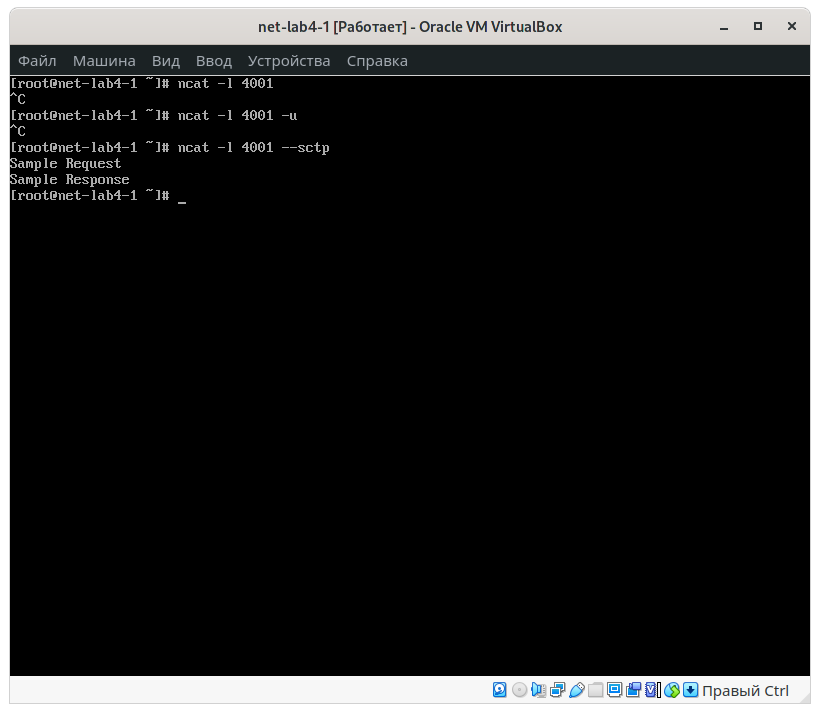 net-lab4-1 [Работает] - Oracle VM VirtualBox
Файл Машина Вид Ввод Устройства Справка
[root@net-lab4-1 ~]# ncat -l 4001
^C
[root@net-lab4-1 ~]# ncat -l 4001 -u
^C
[root@net-lab4-1 ~]# ncat -l 4001 --sctp
Sample Request
Sample Response
[root@net-lab4-1 ~]# _
Правый Ctrl